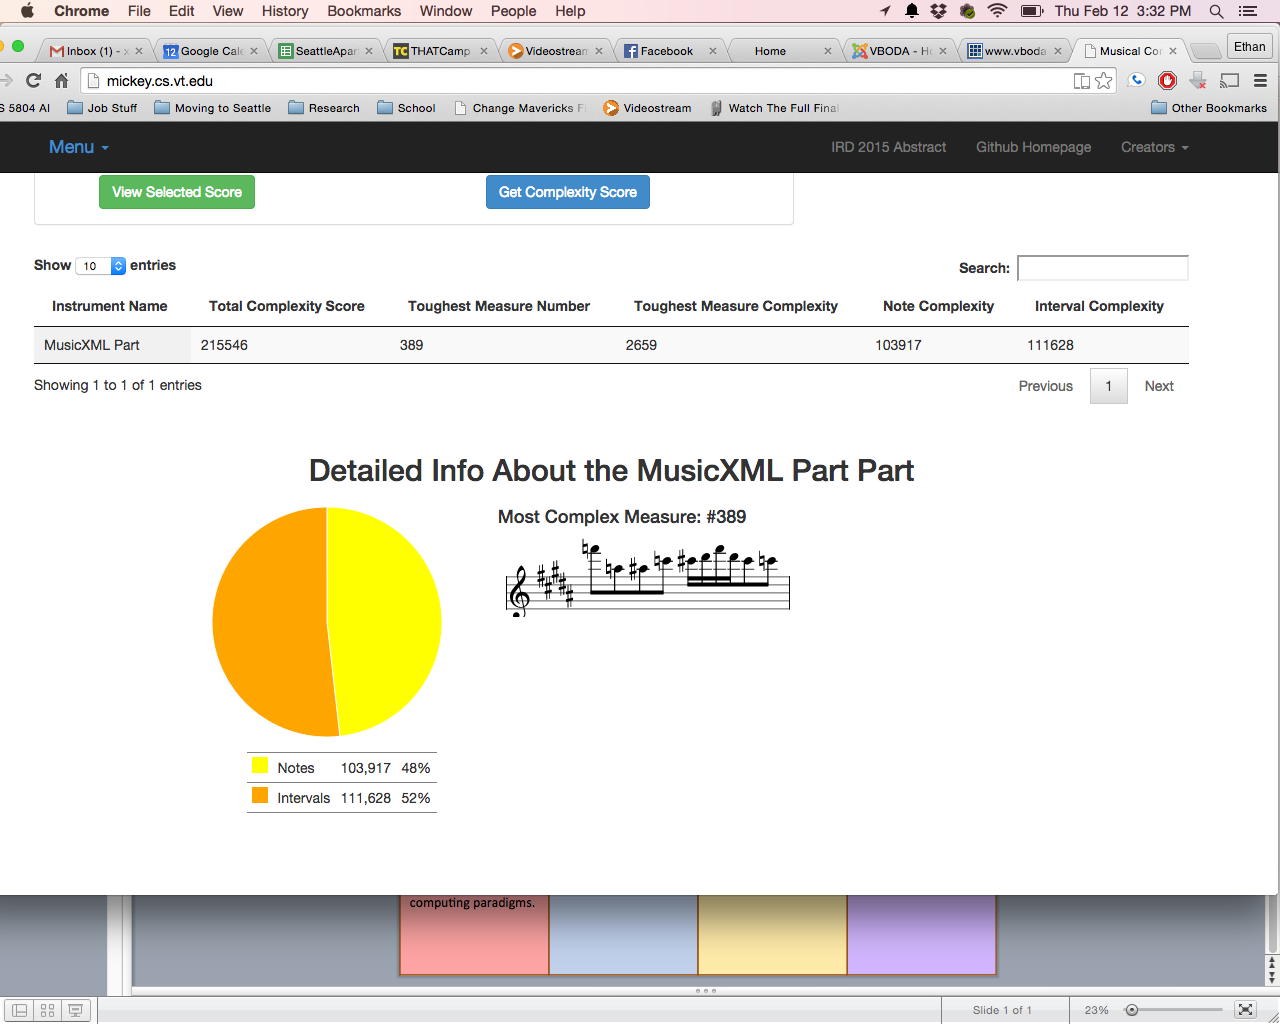 Chrome File Edit View History Bookmarks Window People Help Thu Feb 12 3:32 PM
Inbox (1) - x Google Cale SeattleApar TC THATCamp Videostream Facebook Home VBODA - Ho www.vboda Musical Co Ethan
mickey.cs.vt.edu
S 5804 AI Job Stuff Moving to Seattle Research School Change Mavericks F Videostream Watch The Full Final Other Bookmarks
Menu IRD 2015 Abstract Github Homepage Creators
View Selected Score Get Complexity Score
Show 10 entries Search:
Instrument Name Total Complexity Score Toughest Measure Number Toughest Measure Complexity Note Complexity Interval Complexity
MusicXML Part 215546 389 2659 103917 111628
Showing 1 to 1 of 1 entries Previous 1 Next
Detailed Info About the MusicXML Part Part
Most Complex Measure: #389
Notes 103,917 48%
Intervals 111,628 52%
computing paradigms.
Slide 1 of 1 23%